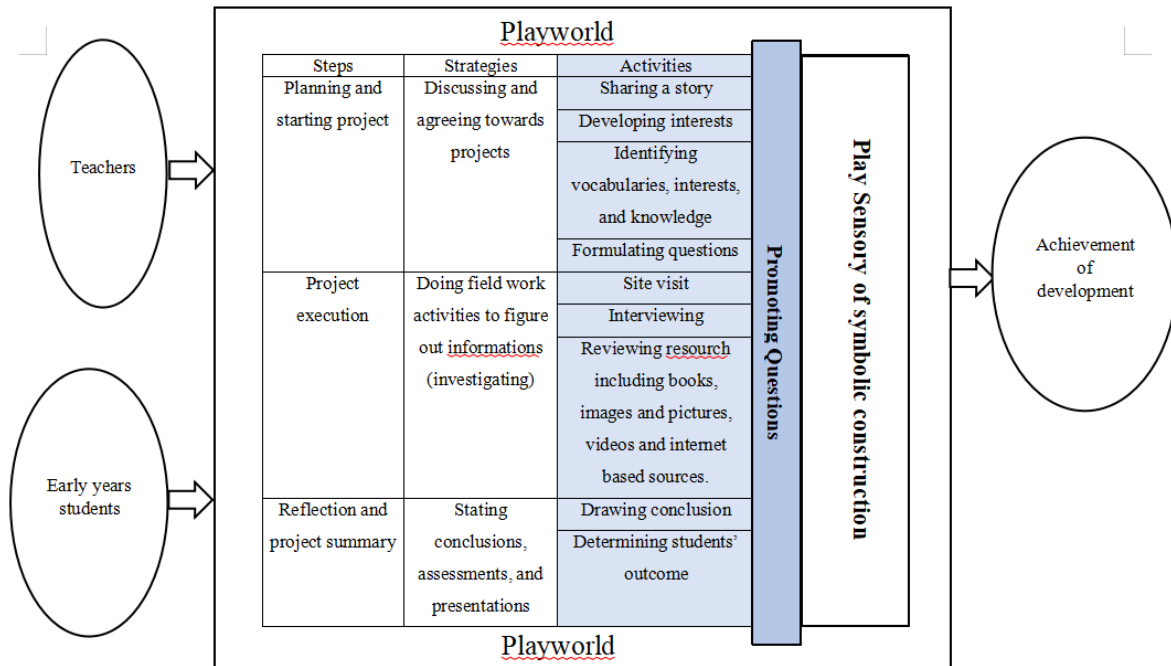 Playworld
Teachers
Early years
students
Steps
Strategies
Activities
Planning and
starting project
Discussing and
agreeing towards
projects
Sharing a story
Developing interests
Identifying
vocabularies, interests,
and knowledge
Formulating questions
Project
execution
Doing field work
activities to figure
out informations
(investigating)
Site visit
Interviewing
Reviewing resourch
including books,
images and pictures,
videos and internet
based sources.
Reflection and
project summary
Stating
conclusions,
assessments, and
presentations
Drawing conclusion
Determining students’
outcome
Promoting Questions
Play Sensory of symbolic construction
Achievement
of
development
Playworld